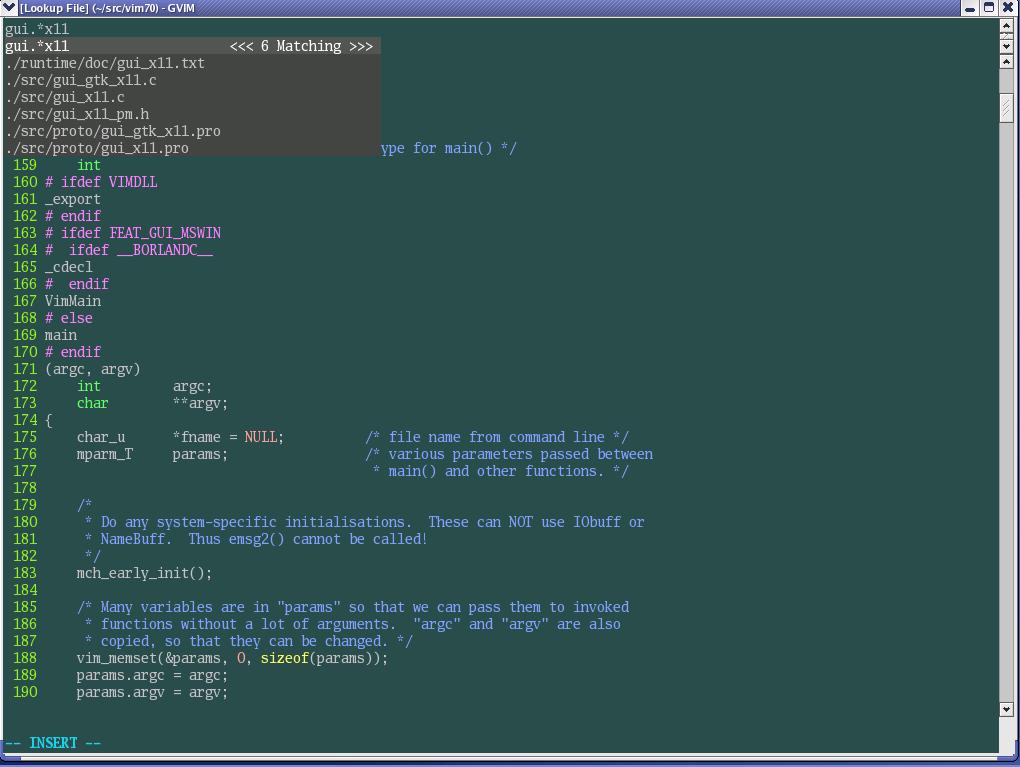 [Lookup File] (~/src/vim70) - GVIM
gui.*x11
gui.*x11                    <<< 6 Matching >>>
./runtime/doc/gui_x11.txt
./src/gui_gtk_x11.c
./src/gui_x11.c
./src/gui_x11_pm.h
./src/proto/gui_gtk_x11.pro
./src/proto/gui_x11.pro                        ype for main() */
159     int
160 # ifdef VIMDLL
161 _export
162 # endif
163 # ifdef FEAT_GUI_MSWIN
164 #  ifdef __BORLANDC__
165 _cdecl
166 #  endif
167 VimMain
168 # else
169 main
170 # endif
171 (argc, argv)
172     int         argc;
173     char        **argv;
174 {
175     char_u      *fname = NULL;          /* file name from command line */
176     mparm_T     params;                 /* various parameters passed between
177                                          * main() and other functions. */
178
179     /*
180      * Do any system-specific initialisations.  These can NOT use IObuff or
181      * NameBuff.  Thus emsg2() cannot be called!
182      */
183     mch_early_init();
184
185     /* Many variables are in "params" so that we can pass them to invoked
186      * functions without a lot of arguments.  "argc" and "argv" are also
187      * copied, so that they can be changed. */
188     vim_memset(&params, 0, sizeof(params));
189     params.argc = argc;
190     params.argv = argv;
-- INSERT --